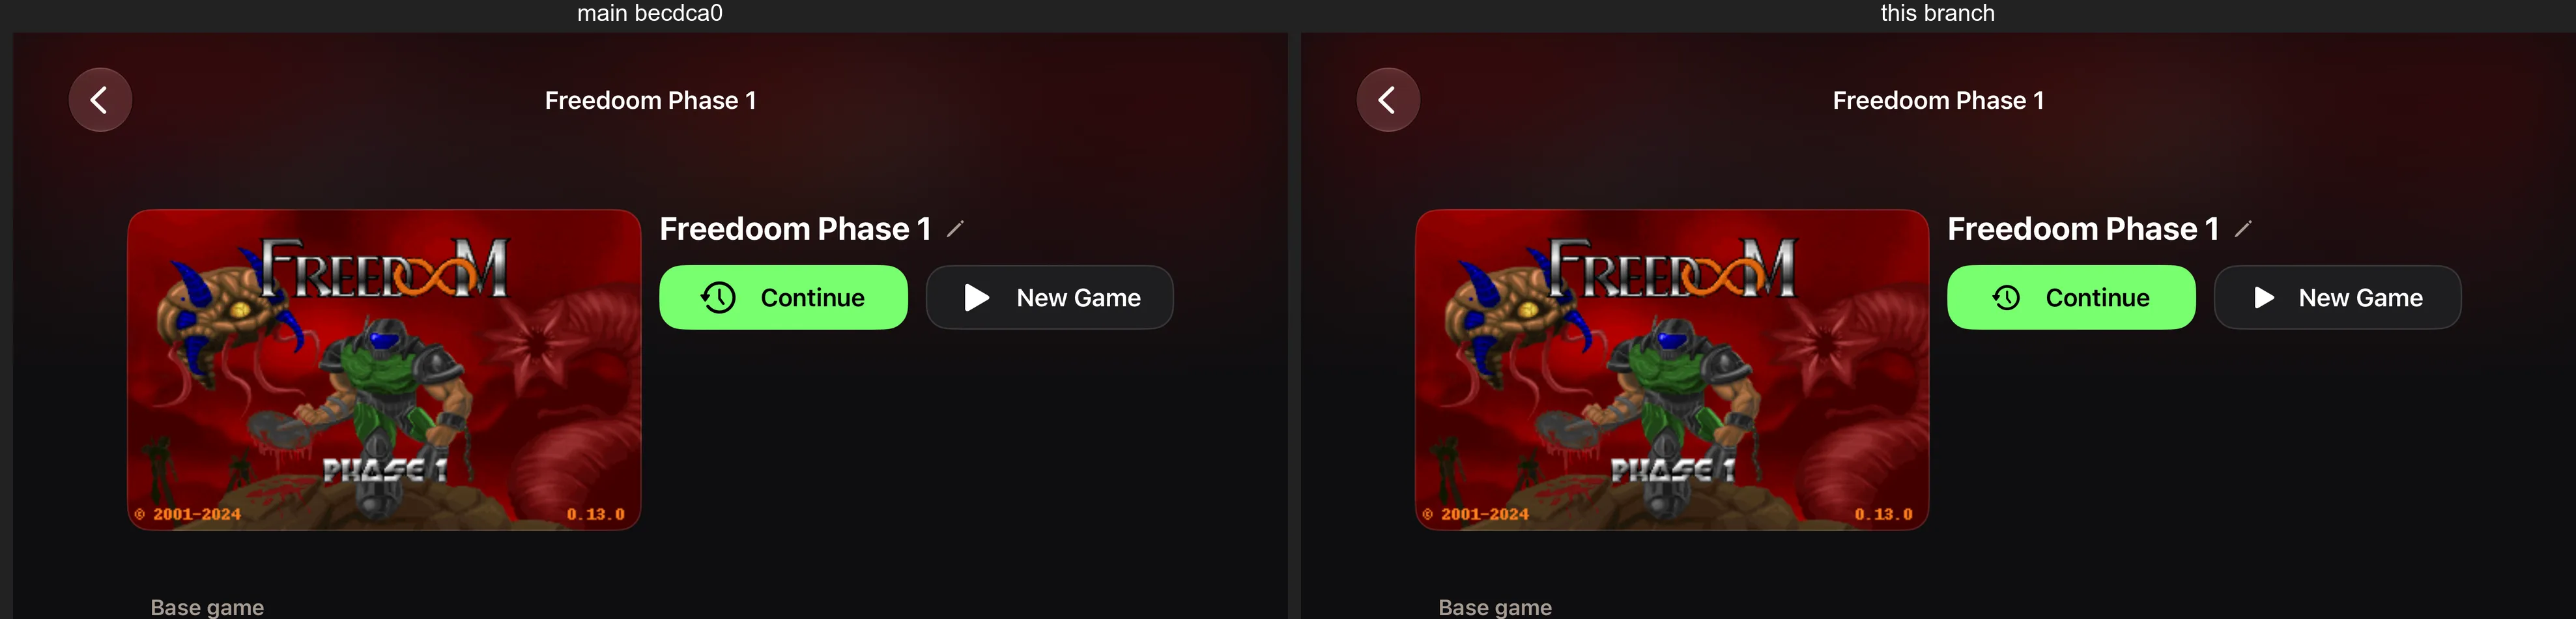 main becdca0
this branch
Freedoom Phase 1
Freedoom Phase 1
FREEDOOM
PHASE 1
© 2001-2024
0.13.0
Freedoom Phase 1
Continue
New Game
Base game
Freedoom Phase 1
FREEDOOM
PHASE 1
© 2001-2024
0.13.0
Freedoom Phase 1
Continue
New Game
Base game